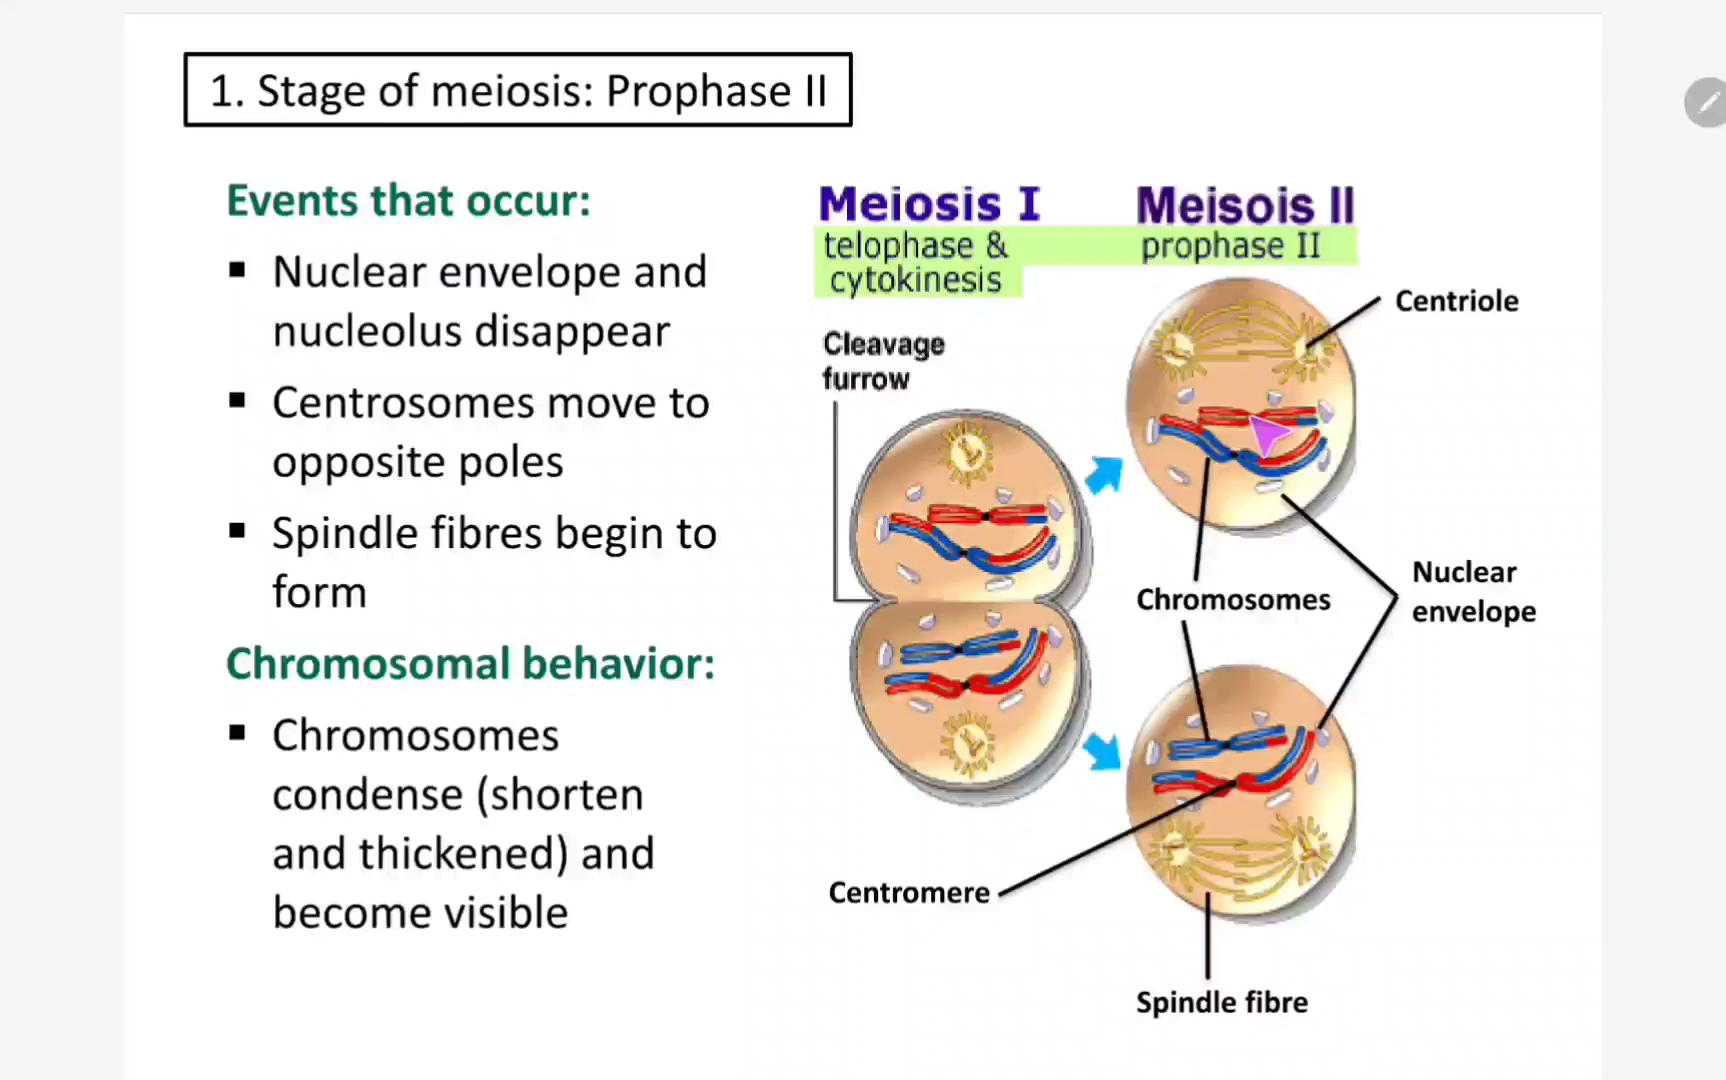 1. Stage of meiosis: Prophase II
Events that occur:
▪ Nuclear envelope and
nucleolus disappear
▪ Centrosomes move to
opposite poles
▪ Spindle fibres begin to
form
Chromosomal behavior:
▪ Chromosomes
condense (shorten
and thickened) and
become visible
Meiosis I
telophase &
cytokinesis
Meisois II
prophase II
Cleavage
furrow
Centriole
Chromosomes
Nuclear
envelope
Centromere
Spindle fibre